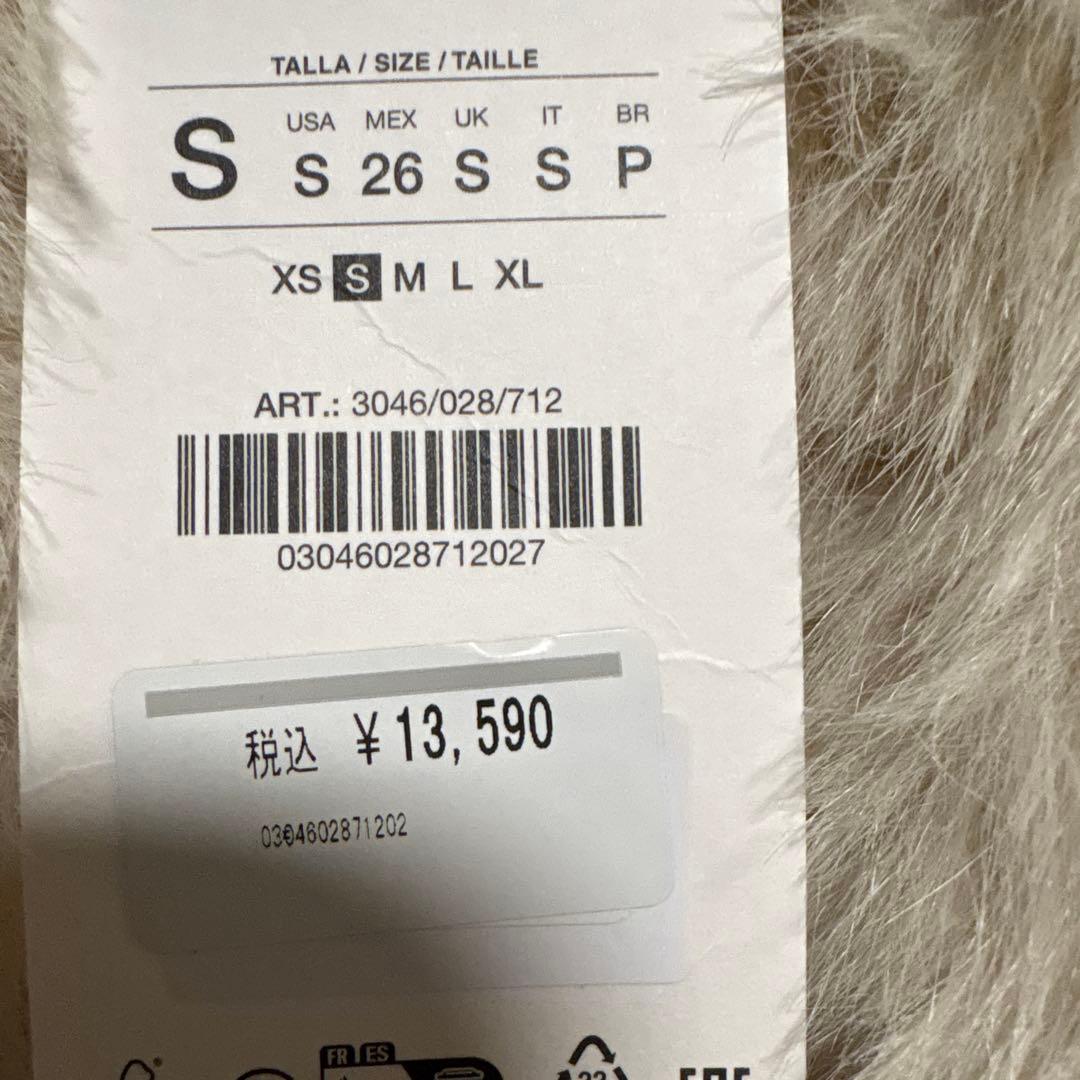 TALLA / SIZE / TAILLE
USA MEX UK IT BR
S S 26 S S P
XS S M L XL
ART.: 3046/028/712
03046028712027
税込 ¥13,590
FR ES